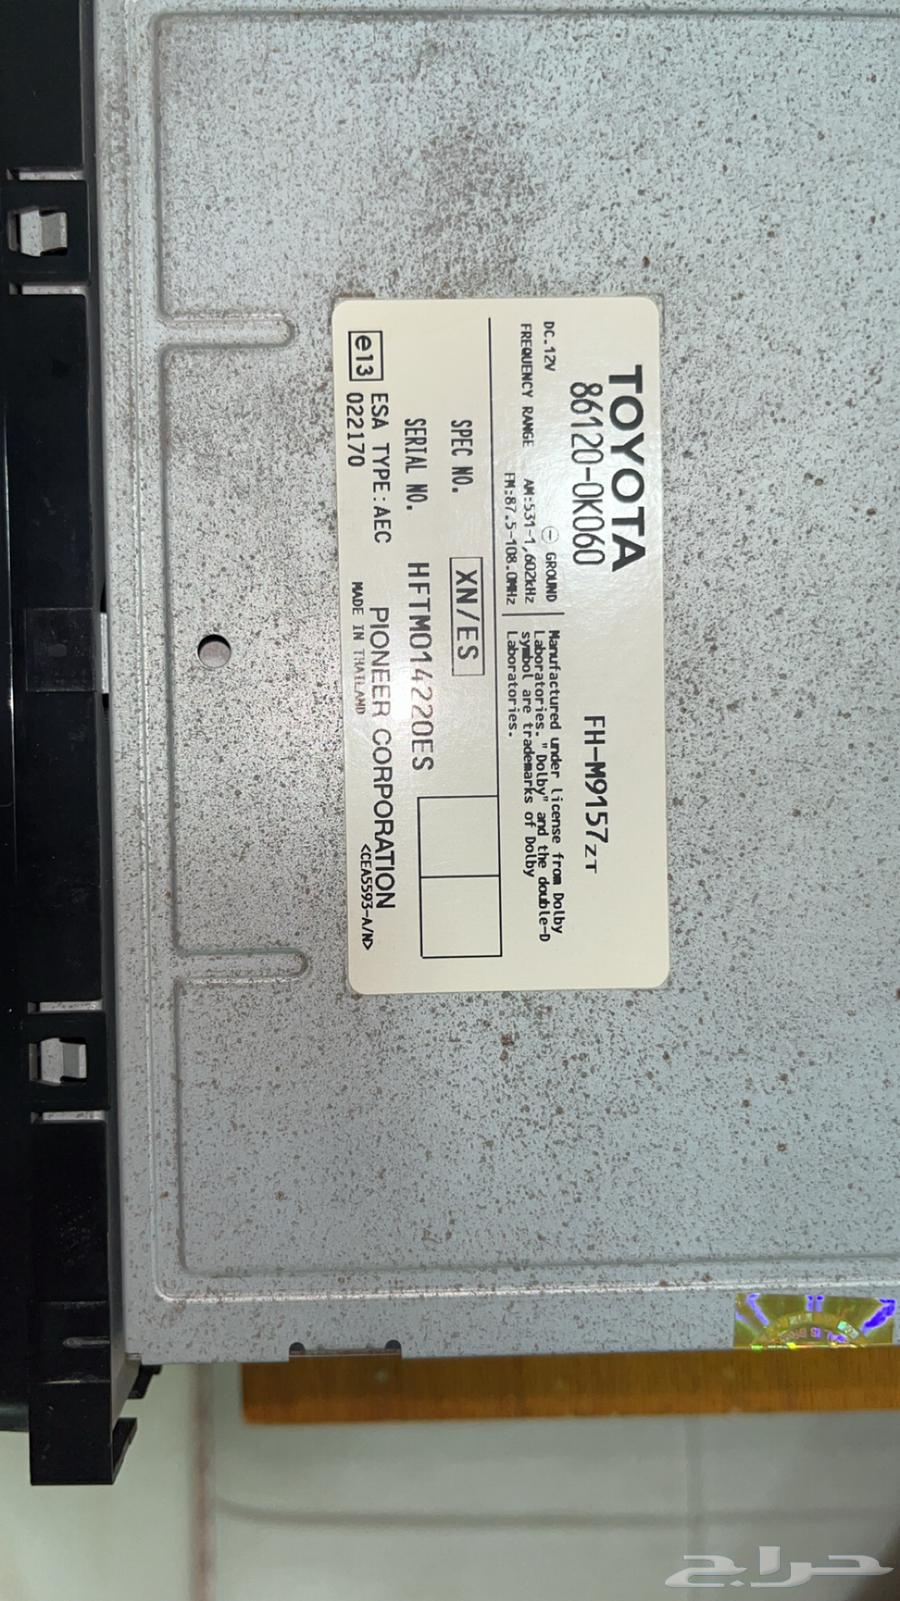 TOYOTA
86120-0K060
FH-M9157ZT
DC.12V
⊖ GROUND
FREQUENCY RANGE
AM:531-1,602kHz
FM:87.5-108.0MHz
Manufactured under license from Dolby
Laboratories. "Dolby" and the double-D
symbol are trademarks of Dolby
Laboratories.
SPEC NO. XN/ES
SERIAL NO. HFTM014220ES
e13
ESA TYPE:AEC
022170
PIONEER CORPORATION
MADE IN THAILAND
<CEA5593-A/N>
حراج